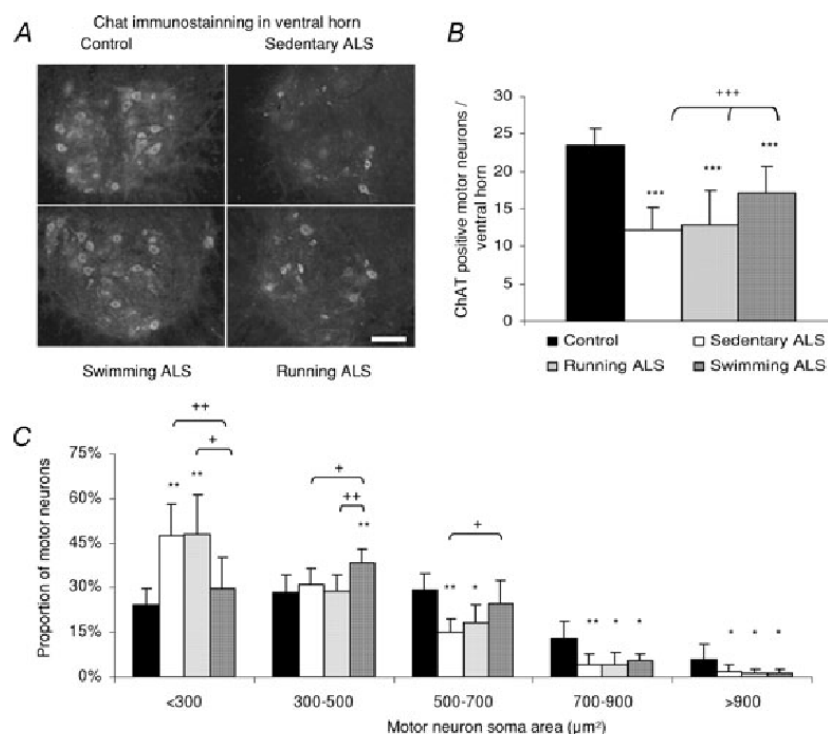 A
Chat immunostainning in ventral horn
Control Sedentary ALS
Swimming ALS Running ALS
B
ChAT positive motor neurons /
ventral horn
30
25
20
15
10
5
0
+++
*** *** ***
Control Sedentary ALS
Running ALS Swimming ALS
C
Proportion of motor neurons
75%
60%
45%
30%
15%
0%
++
+
** **
+
++
**
+
** *
** * *
* * *
<300 300-500 500-700 700-900 >900
Motor neuron soma area (µm²)